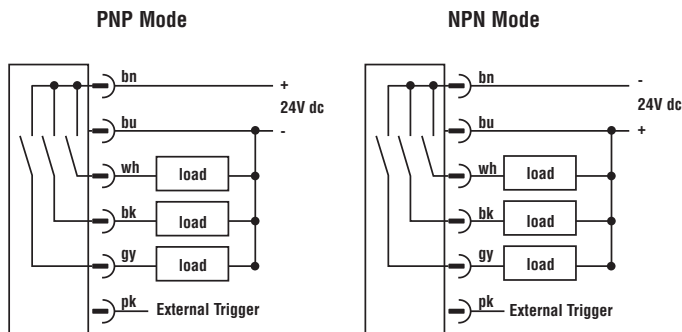 PNP Mode
bn
+
24V dc
bu
-
wh
load
bk
load
gy
load
pk
External Trigger
NPN Mode
bn
-
24V dc
bu
+
wh
load
bk
load
gy
load
pk
External Trigger